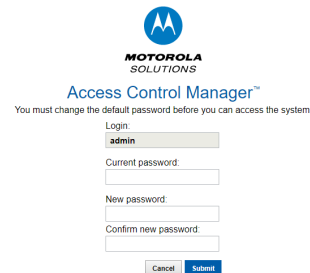 MOTOROLA
SOLUTIONS
Access Control Manager™
You must change the default password before you can access the system
Login:
admin
Current password:
New password:
Confirm new password:
Cancel Submit